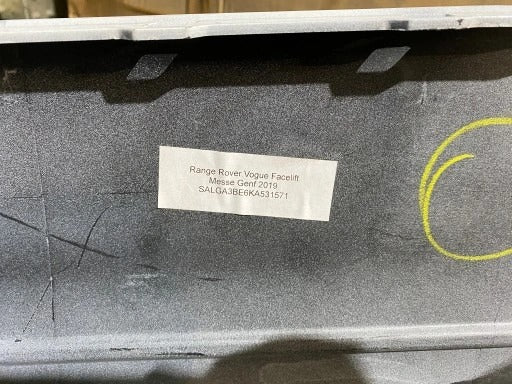 Range Rover Vogue Facelift
Messe Genf 2019
SALGA3BE6KA531571